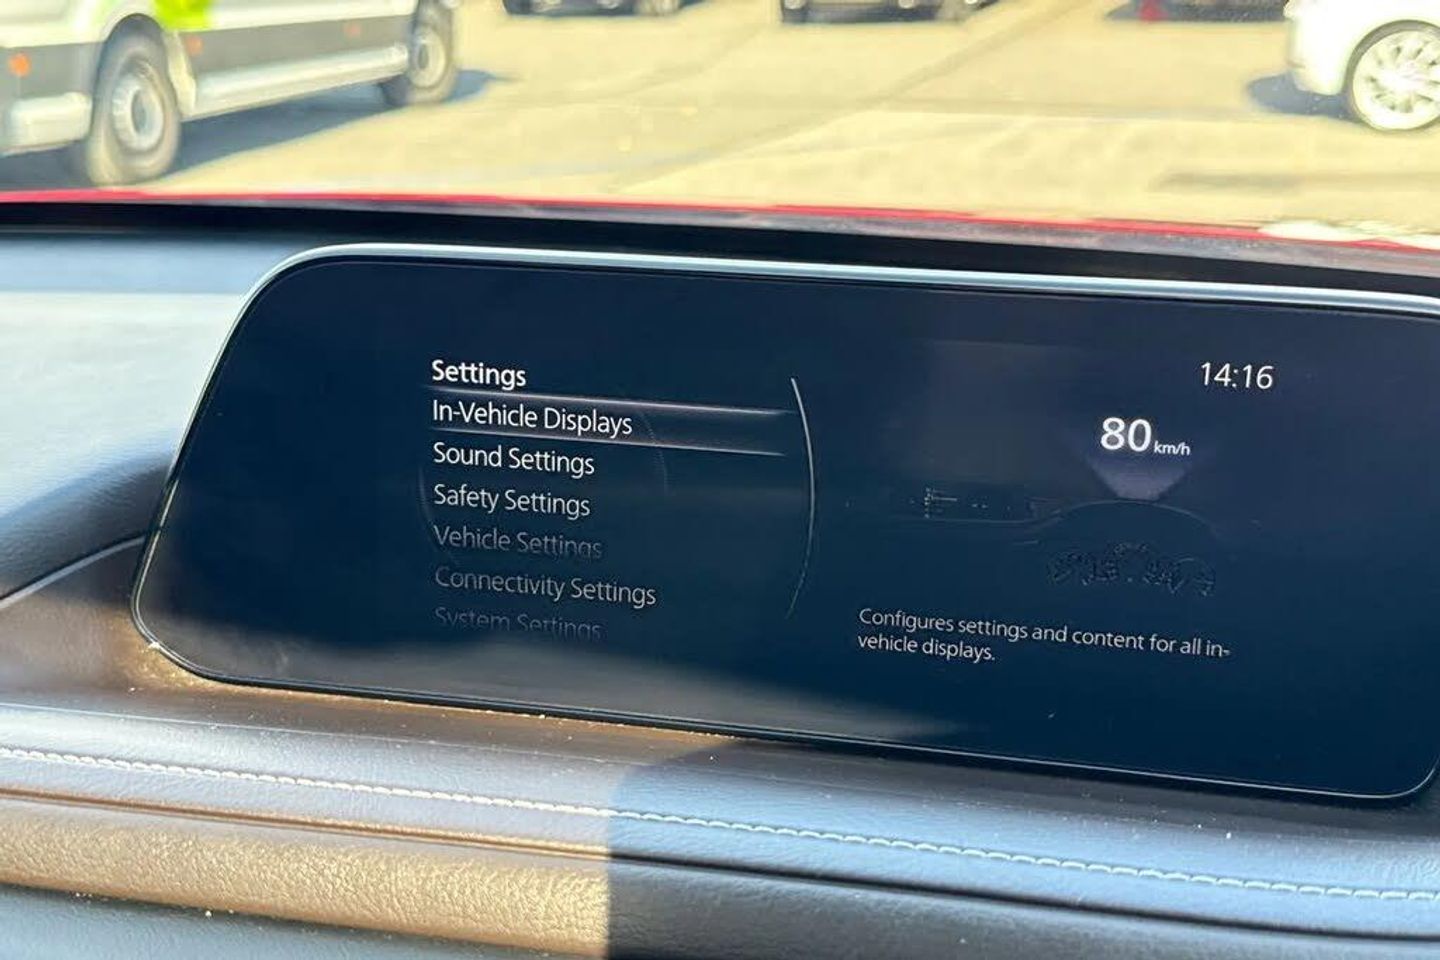 Settings
In-Vehicle Displays
Sound Settings
Safety Settings
Vehicle Settings
Connectivity Settings
System Settings
14:16
80 km/h
Configures settings and content for all in-
vehicle displays.